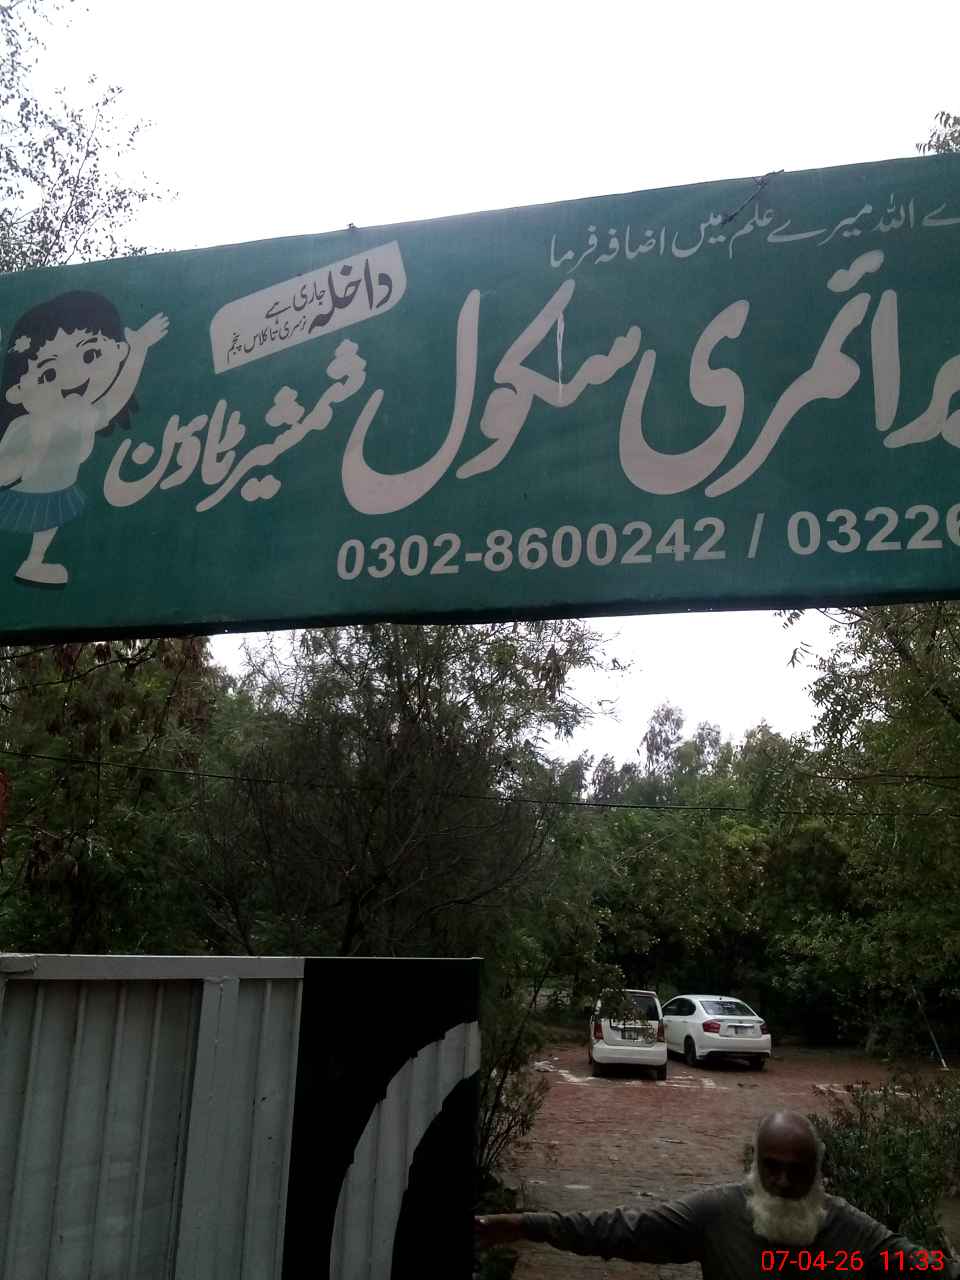 اللہ میرے علم میں اضافہ فرما
داخلہ جاری ہے
نرسری تا کلاس پنجم
پرائمری سکول شمشیر ٹاؤن
0302-8600242 / 03226
07-04-26 11:33